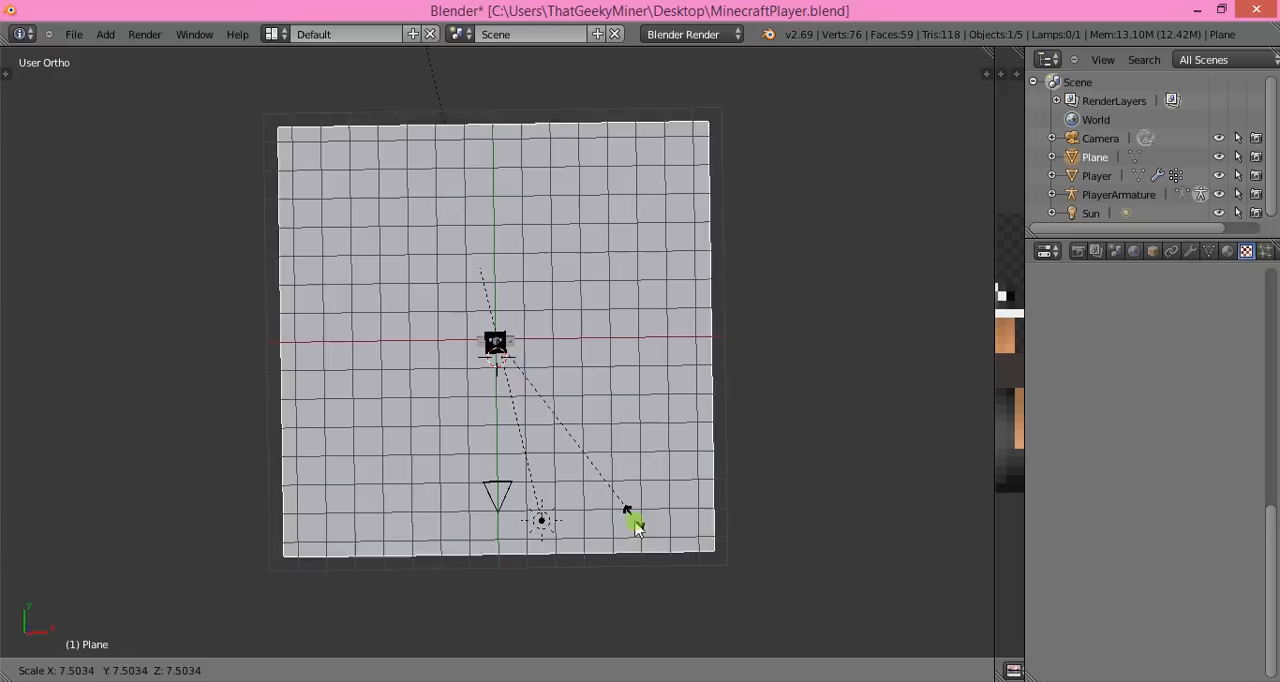 Blender* [C:\Users\ThatGeekyMiner\Desktop\MinecraftPlayer.blend]
File Add Render Window Help Default Scene Blender Render v2.69 | Verts:76 | Faces:59 | Tris:118 | Objects:1/5 | Lamps:0/1 | Mem:13.10M (12.42M) | Plane
User Ortho
View Search All Scenes
Scene
RenderLayers
World
Camera
Plane
Player
PlayerArmature
Sun
y
x
(1) Plane
Scale X: 7.5034 Y: 7.5034 Z: 7.5034